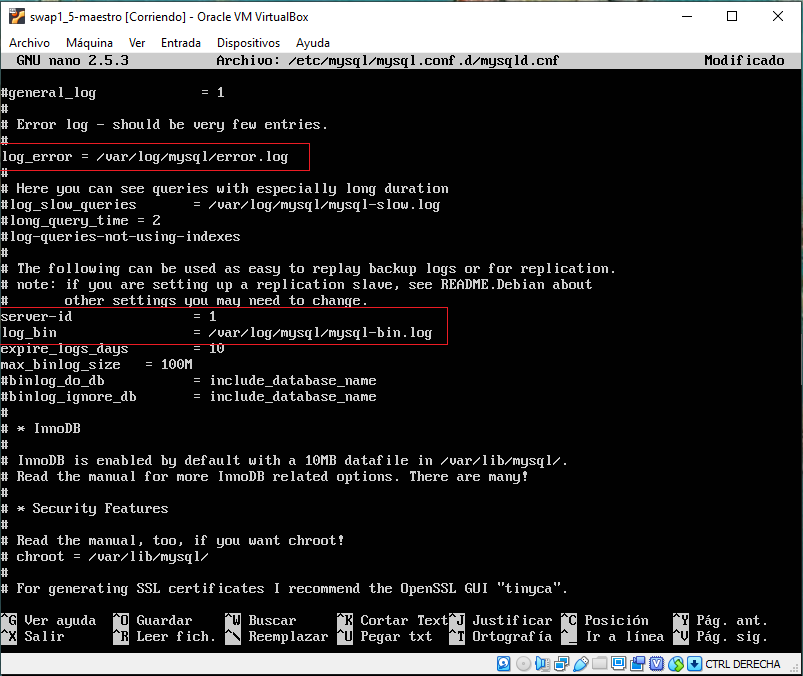 swap1_5-maestro [Corriendo] - Oracle VM VirtualBox
Archivo Máquina Ver Entrada Dispositivos Ayuda
GNU nano 2.5.3 Archivo: /etc/mysql/mysql.conf.d/mysqld.cnf Modificado
#general_log = 1
#
# Error log - should be very few entries.
#
log_error = /var/log/mysql/error.log
#
# Here you can see queries with especially long duration
#log_slow_queries = /var/log/mysql/mysql-slow.log
#long_query_time = 2
#log-queries-not-using-indexes
#
# The following can be used as easy to replay backup logs or for replication.
# note: if you are setting up a replication slave, see README.Debian about
# other settings you may need to change.
server-id = 1
log_bin = /var/log/mysql/mysql-bin.log
expire_logs_days = 10
max_binlog_size = 100M
#binlog_do_db = include_database_name
#binlog_ignore_db = include_database_name
#
# * InnoDB
#
# InnoDB is enabled by default with a 10MB datafile in /var/lib/mysql/.
# Read the manual for more InnoDB related options. There are many!
#
# * Security Features
#
# Read the manual, too, if you want chroot!
# chroot = /var/lib/mysql/
#
# For generating SSL certificates I recommend the OpenSSL GUI "tinyca".
^G Ver ayuda ^O Guardar ^W Buscar ^K Cortar Text ^J Justificar ^C Posición ^Y Pág. ant.
^X Salir ^R Leer fich. ^\ Reemplazar ^U Pegar txt ^T Ortografía ^_ Ir a línea ^V Pág. sig.
CTRL DERECHA